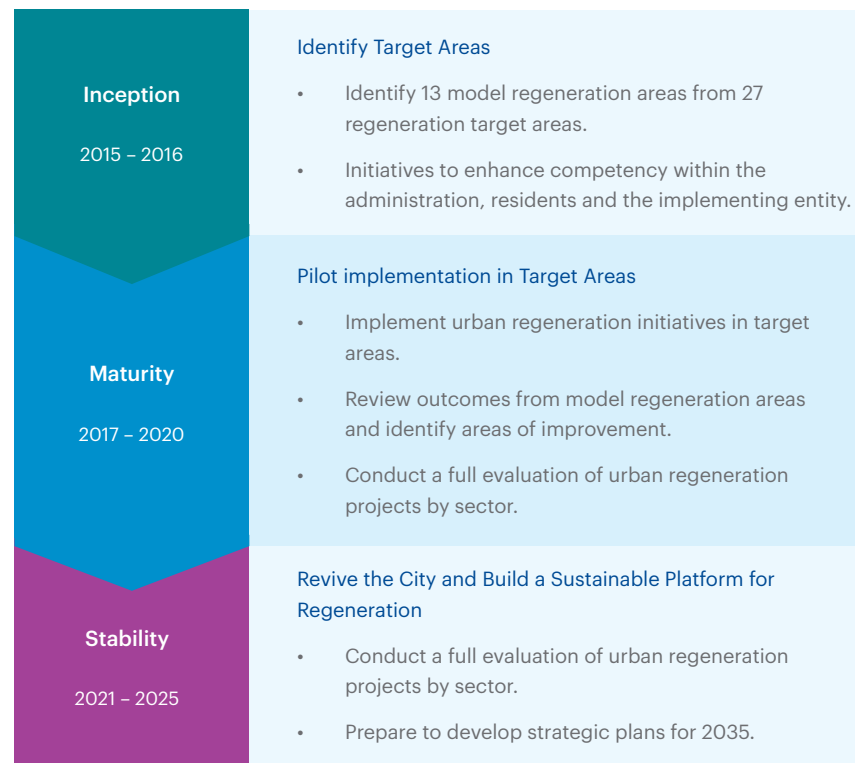 Inception
2015 – 2016
Identify Target Areas
• Identify 13 model regeneration areas from 27
regeneration target areas.
• Initiatives to enhance competency within the
administration, residents and the implementing entity.
Maturity
2017 – 2020
Pilot implementation in Target Areas
• Implement urban regeneration initiatives in target
areas.
• Review outcomes from model regeneration areas
and identify areas of improvement.
• Conduct a full evaluation of urban regeneration
projects by sector.
Stability
2021 – 2025
Revive the City and Build a Sustainable Platform for
Regeneration
• Conduct a full evaluation of urban regeneration
projects by sector.
• Prepare to develop strategic plans for 2035.